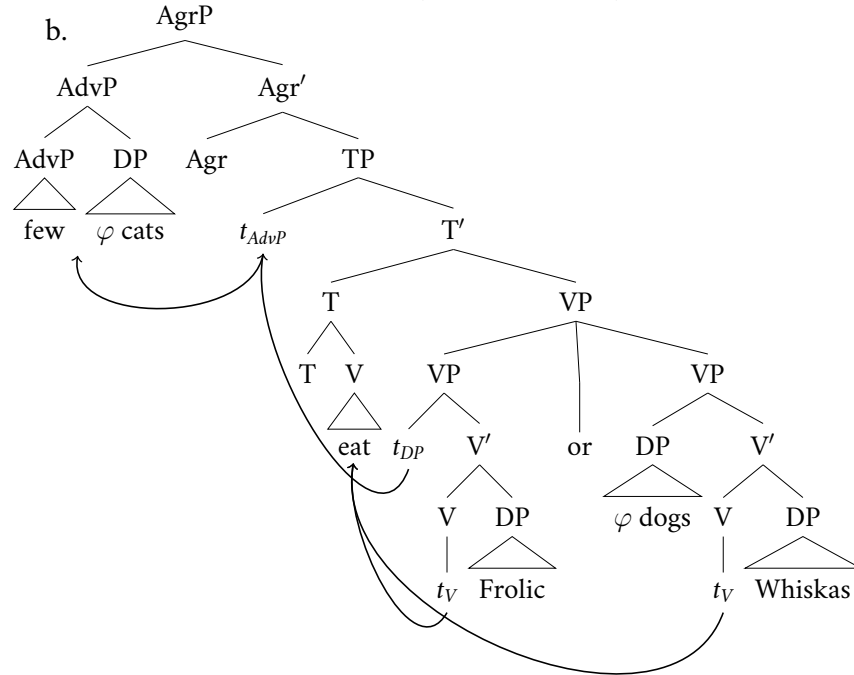 b.
AgrP
AdvP Agr′
AdvP DP Agr TP
few φ cats t_AdvP T′
T VP
T V VP VP
eat t_DP V′ or DP V′
V DP φ dogs V DP
t_V Frolic t_V Whiskas